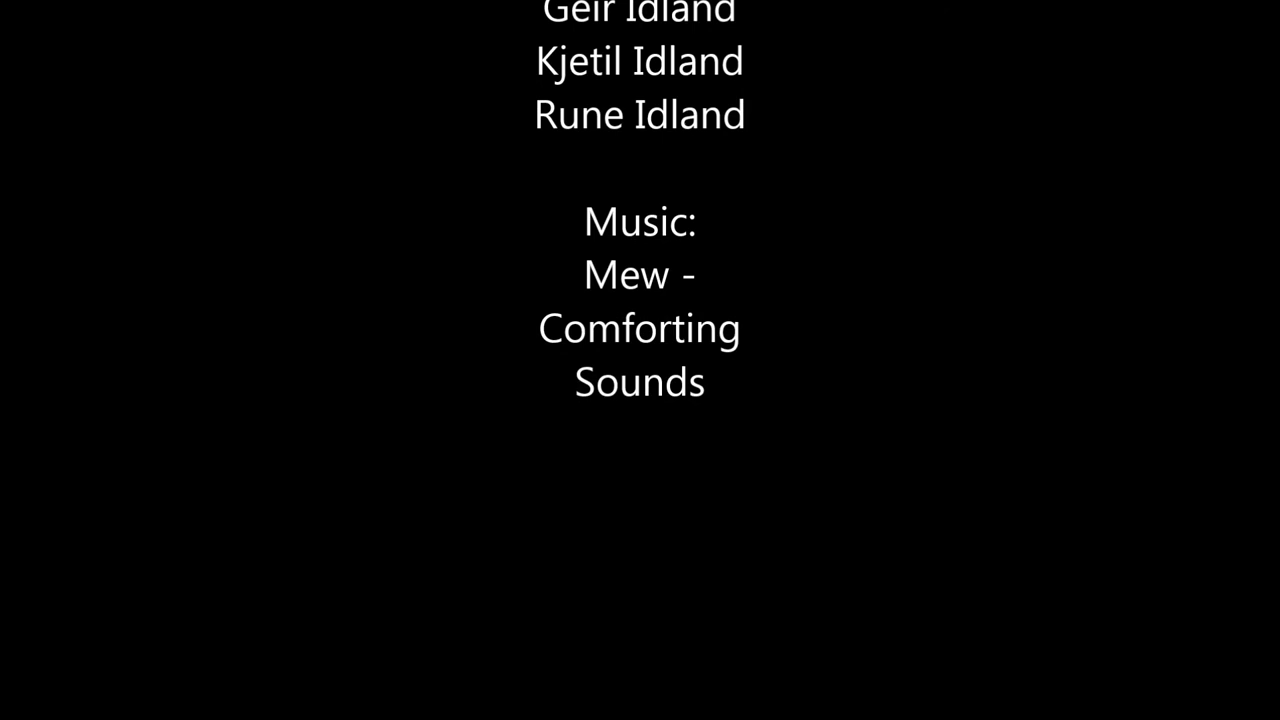 Geir Idland
Kjetil Idland
Rune Idland
Music:
Mew -
Comforting
Sounds